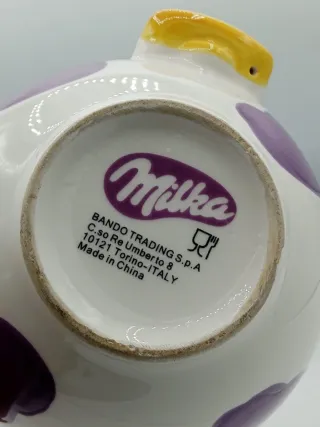 Milka
BANDO TRADING S.p.A
C.so Re Umberto 8
10121 Torino-ITALY
Made in China